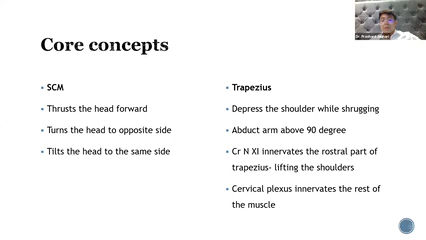 Core concepts
SCM
Thrusts the head forward
Turns the head to opposite side
Tilts the head to the same side
Trapezius
Depress the shoulder while shrugging
Abduct arm above 90 degree
Cr N XI innervates the rostral part of
trapezius- lifting the shoulders
Cervical plexus innervates the rest of
the muscle